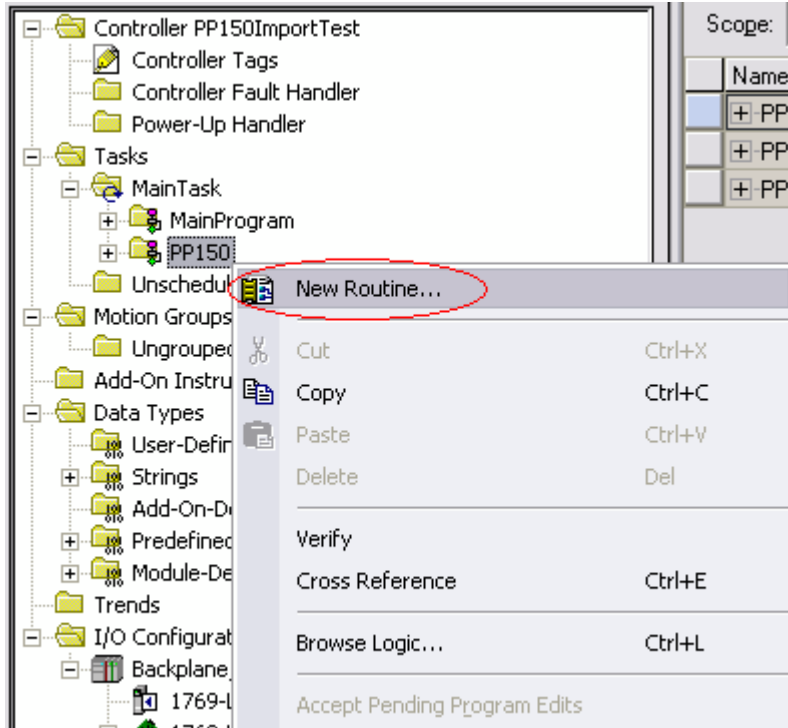 Controller PP150ImportTest
Controller Tags
Controller Fault Handler
Power-Up Handler
Tasks
MainTask
MainProgram
PP150
Unschedul
Motion Groups
Ungrouped
Add-On Instru
Data Types
User-Defin
Strings
Add-On-D
Predefined
Module-De
Trends
I/O Configurat
Backplane
1769-L
Scope:
Name
PP
PP
PP
New Routine...
Cut Ctrl+X
Copy Ctrl+C
Paste Ctrl+V
Delete Del
Verify
Cross Reference Ctrl+E
Browse Logic... Ctrl+L
Accept Pending Program Edits